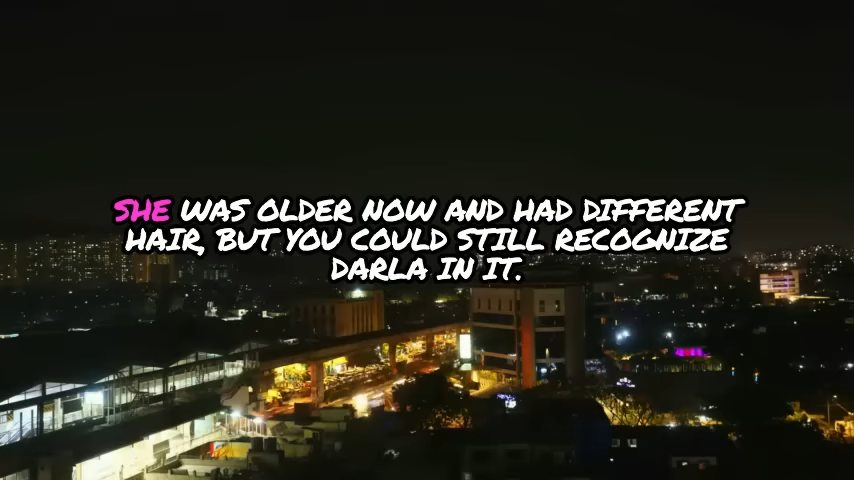 SHE WAS OLDER NOW AND HAD DIFFERENT
HAIR, BUT YOU COULD STILL RECOGNIZE
DARLA IN IT.